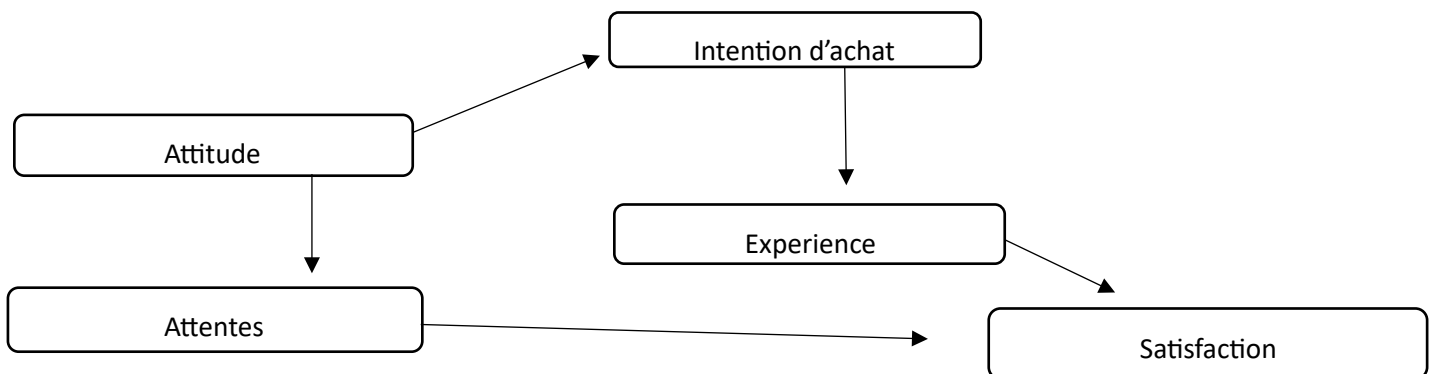 Intention d’achat
Attitude
Experience
Attentes
Satisfaction